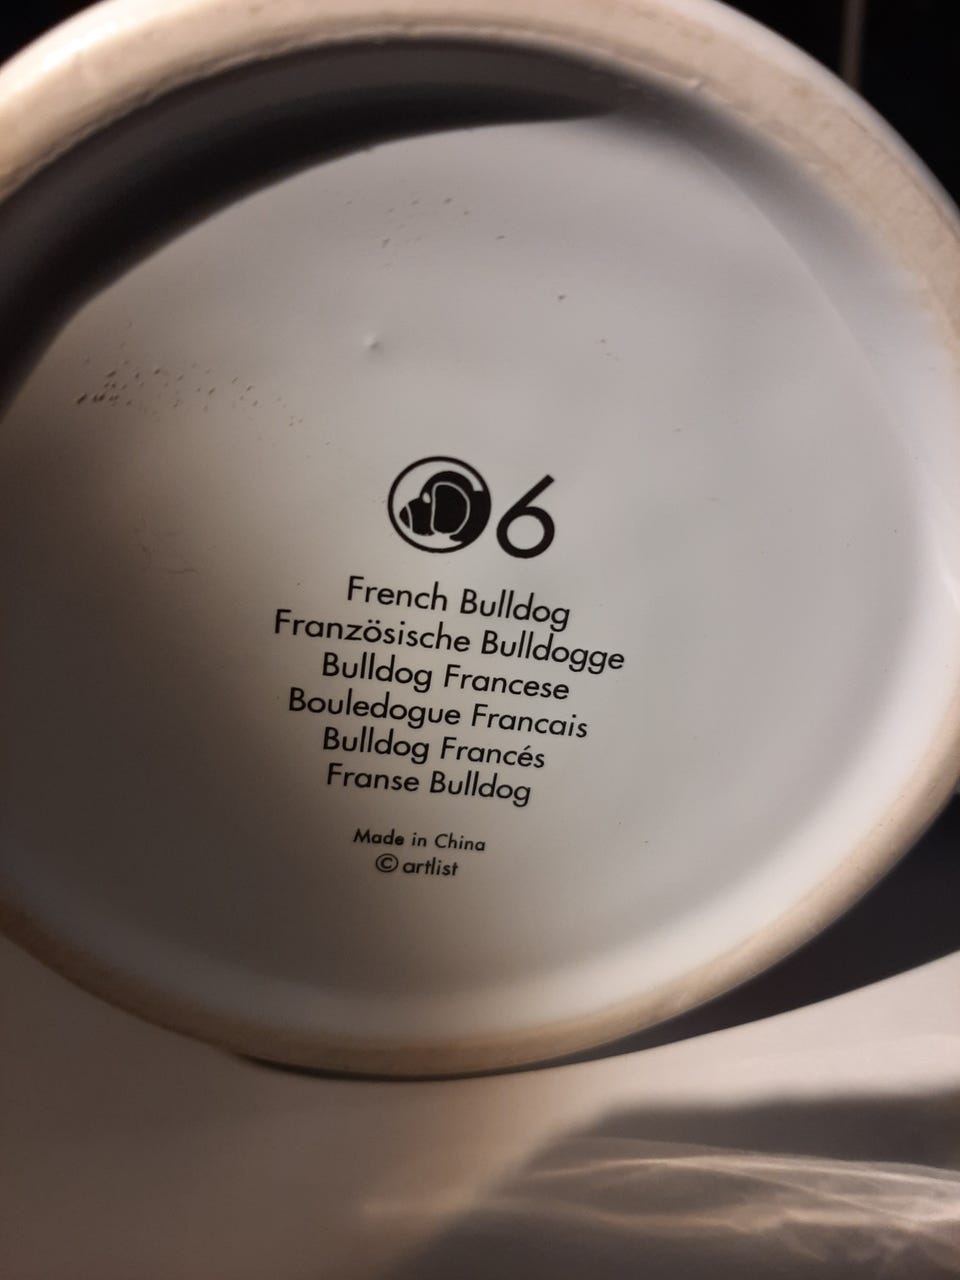 6
French Bulldog
Französische Bulldogge
Bulldog Francese
Bouledogue Francais
Bulldog Francés
Franse Bulldog
Made in China
© artlist